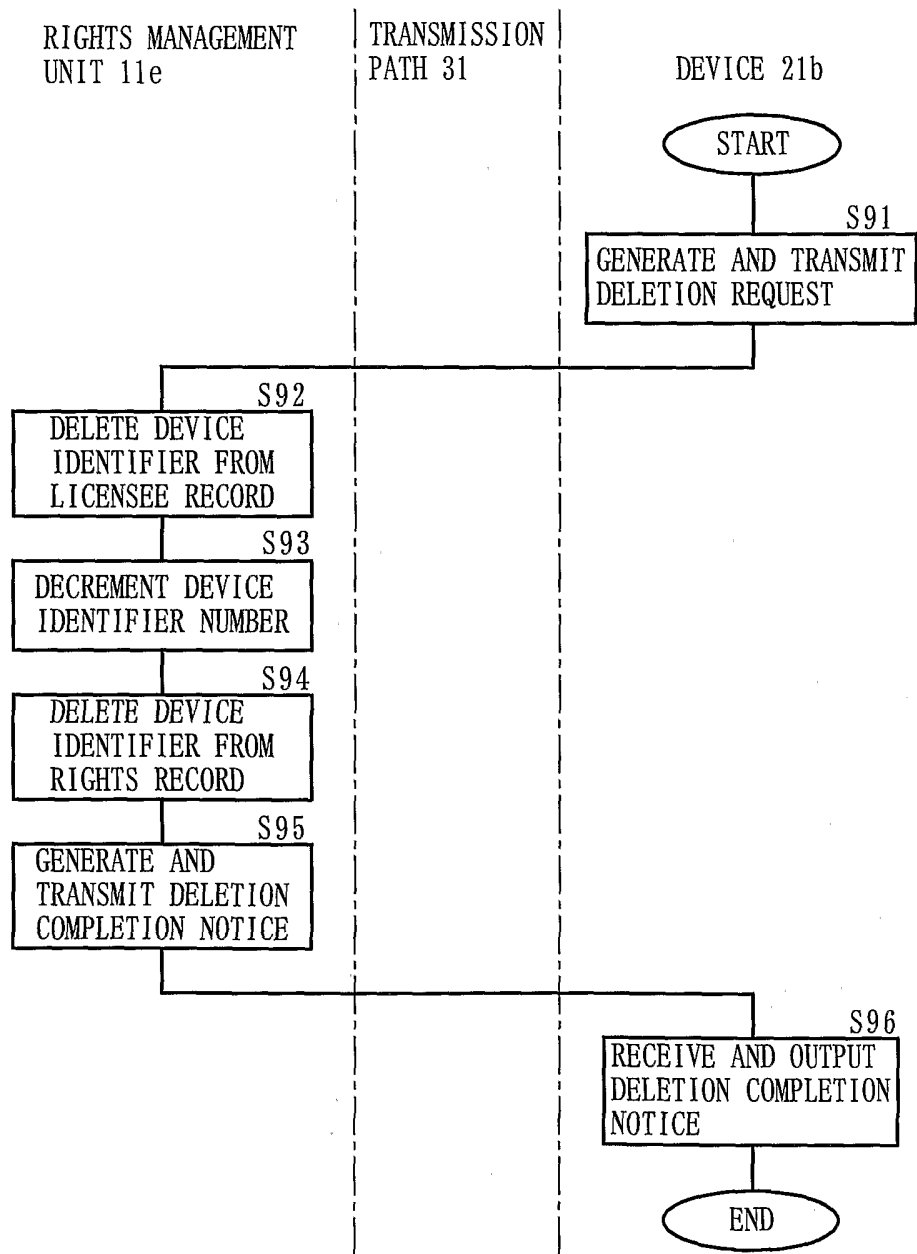 RIGHTS MANAGEMENT
UNIT 11e
TRANSMISSION
PATH 31
DEVICE 21b
START
S91
GENERATE AND TRANSMIT
DELETION REQUEST
S92
DELETE DEVICE
IDENTIFIER FROM
LICENSEE RECORD
S93
DECREMENT DEVICE
IDENTIFIER NUMBER
S94
DELETE DEVICE
IDENTIFIER FROM
RIGHTS RECORD
S95
GENERATE AND
TRANSMIT DELETION
COMPLETION NOTICE
S96
RECEIVE AND OUTPUT
DELETION COMPLETION
NOTICE
END